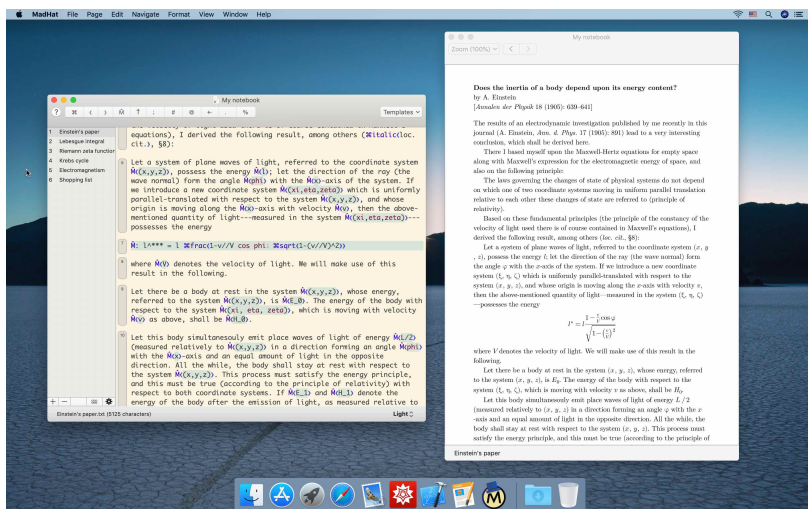 MadHat File Page Edit Navigate Format View Window Help
My notebook
Templates
1 Einstein's paper
2 Lebesgue integral
3 Riemann zeta function
4 Krebs cycle
5 Electromagnetism
6 Shopping list
equations), I derived the following result, among others (⌘italic⟨loc.
cit.⟩, §8):
6 Let a system of plane waves of light, referred to the coordinate system
M̂⟨(x,y,z)⟩, possess the energy M̂⟨l⟩; let the direction of the ray (the
wave normal) form the angle M̂⟨phi⟩ with the M̂⟨x⟩-axis of the system. If
we introduce a new coordinate system M̂⟨(xi,eta,zeta)⟩ which is uniformly
parallel-translated with respect to the system M̂⟨(x,y,z)⟩, and whose
origin is moving along the M̂⟨x⟩-axis with velocity M̂⟨v⟩, then the above-
mentioned quantity of light---measured in the system M̂⟨(xi,eta,zeta)⟩---
possesses the energy
7 M̂: l^*** = l ⌘frac⟨1-v//V cos phi: ⌘sqrt⟨1-(v//V)^2⟩⟩
8 where M̂⟨V⟩ denotes the velocity of light. We will make use of this
result in the following.
9 Let there be a body at rest in the system M̂⟨(x,y,z)⟩, whose energy,
referred to the system M̂⟨(x,y,z)⟩, is M̂⟨E_0⟩. The energy of the body with
respect to the system M̂⟨(xi, eta, zeta)⟩, which is moving with velocity
M̂⟨v⟩ as above, shall be M̂⟨H_0⟩.
10 Let this body simultanesouly emit place waves of light of energy M̂⟨L/2⟩
(measured relatively to M̂⟨(x,y,z)⟩ in a direction forming an angle M̂⟨phi⟩
with the M̂⟨x⟩-axis and an equal amount of light in the opposite
direction. All the while, the body shall stay at rest with respect to
the system M̂⟨(x,y,z)⟩. This process must satisfy the energy principle,
and this must be true (according to the principle of relativity) with
respect to both coordinate systems. If M̂⟨E_1⟩ and M̂⟨H_1⟩ denote the
energy of the body after the emission of light, as measured relative to
Einstein's paper.txt (5125 characters)
Light
My notebook
Zoom (100%)
Does the inertia of a body depend upon its energy content?
by A. Einstein
[Annalen der Physik 18 (1905): 639–641]
The results of an electrodynamic investigation published by me recently in this
journal (A. Einstein, Ann. d. Phys. 17 (1905): 891) lead to a very interesting
conclusion, which shall be derived here.
There I based myself upon the Maxwell-Hertz equations for empty space
along with Maxwell's expression for the electromagnetic energy of space, and
also on the following principle:
The laws governing the changes of state of physical systems do not depend
on which one of two coordinate systems moving in uniform parallel translation
relative to each other these changes of state are referred to (principle of
relativity).
Based on these fundamental principles (the principle of the constancy of the
velocity of light used there is of course contained in Maxwell's equations), I
derived the following result, among others (loc. cit., §8):
Let a system of plane waves of light, referred to the coordinate system (x, y
, z), possess the energy l; let the direction of the ray (the wave normal) form
the angle φ with the x-axis of the system. If we introduce a new coordinate
system (ξ, η, ζ) which is uniformly parallel-translated with respect to the
system (x, y, z), and whose origin is moving along the x-axis with velocity v,
then the above-mentioned quantity of light—measured in the system (ξ, η, ζ)
—possesses the energy
l* = l (1 − v/V cos φ) / √(1 − (v/V)²)
where V denotes the velocity of light. We will make use of this result in the
following.
Let there be a body at rest in the system (x, y, z), whose energy, referred
to the system (x, y, z), is E₀. The energy of the body with respect to the
system (ξ, η, ζ), which is moving with velocity v as above, shall be H₀.
Let this body simultanesouly emit place waves of light of energy L / 2
(measured relatively to (x, y, z) in a direction forming an angle φ with the x
-axis and an equal amount of light in the opposite direction. All the while, the
body shall stay at rest with respect to the system (x, y, z). This process must
satisfy the energy principle, and this must be true (according to the principle of
Einstein's paper